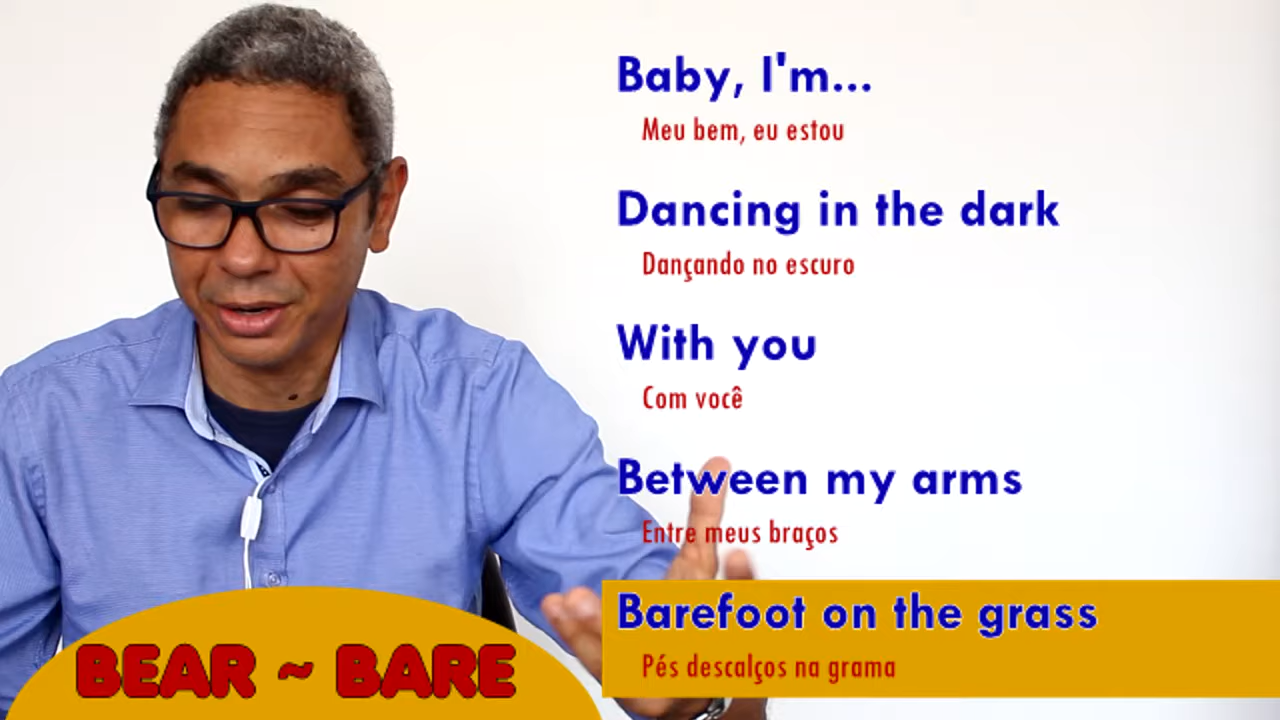 Baby, I'm...
Meu bem, eu estou
Dancing in the dark
Dançando no escuro
With you
Com você
Between my arms
Entre meus braços
Barefoot on the grass
Pés descalços na grama
BEAR ~ BARE